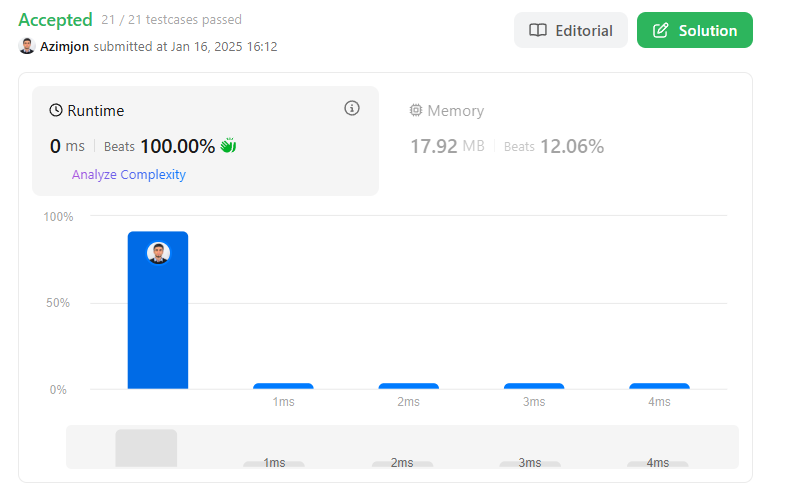 Accepted 21 / 21 testcases passed
Azimjon submitted at Jan 16, 2025 16:12
Editorial
Solution
Runtime
0 ms Beats 100.00%
Analyze Complexity
Memory
17.92 MB Beats 12.06%
100%
50%
0%
1ms 2ms 3ms 4ms
1ms 2ms 3ms 4ms